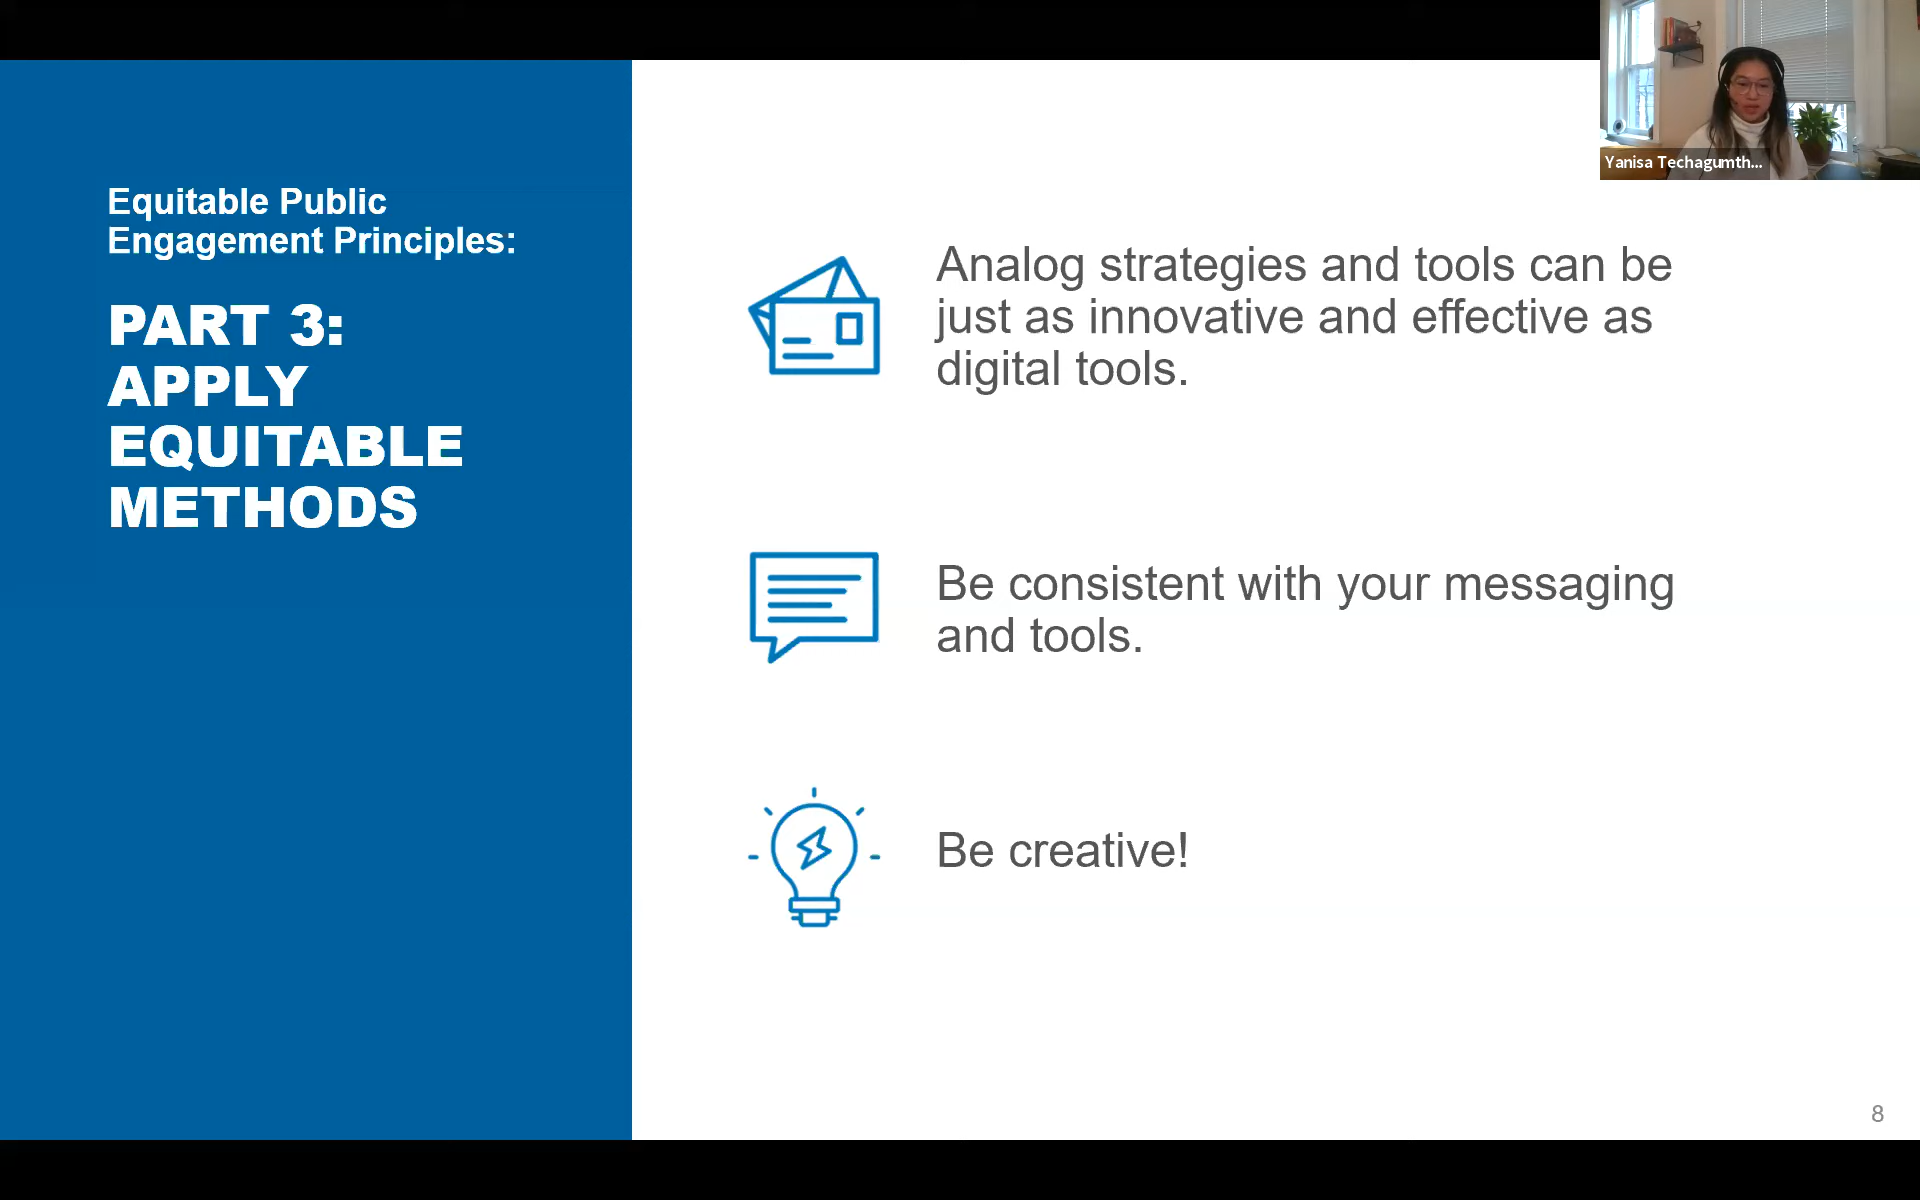 Yanisa Techagumth...
Equitable Public
Engagement Principles:
PART 3:
APPLY
EQUITABLE
METHODS
Analog strategies and tools can be
just as innovative and effective as
digital tools.
Be consistent with your messaging
and tools.
Be creative!
8